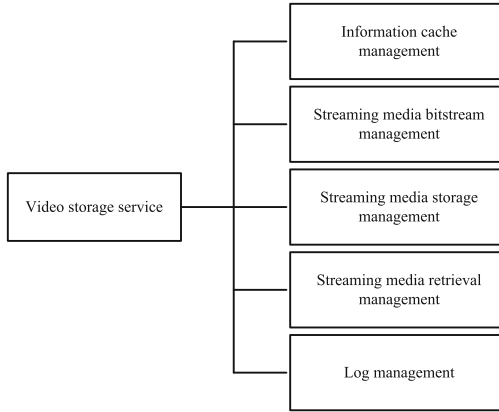 Information cache
management
Streaming media bitstream
management
Video storage service
Streaming media storage
management
Streaming media retrieval
management
Log management